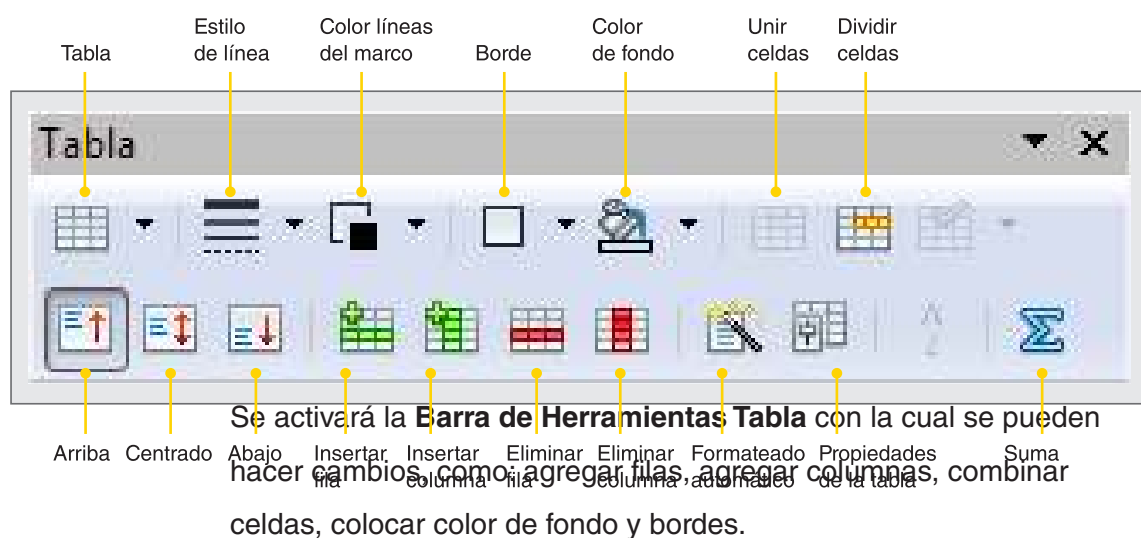 Tabla
Estilo
de línea
Color líneas
del marco
Borde
Color
de fondo
Unir
celdas
Dividir
celdas
Tabla
Se activará la Barra de Herramientas Tabla con la cual se pueden
Arriba
Centrado
Abajo
Insertar
fila
Insertar
columna
Eliminar
fila
Eliminar
columna
Formateado
automático
Propiedades
de la tabla
Suma
hacer cambios, como: agregar filas, agregar columnas, combinar
celdas, colocar color de fondo y bordes.